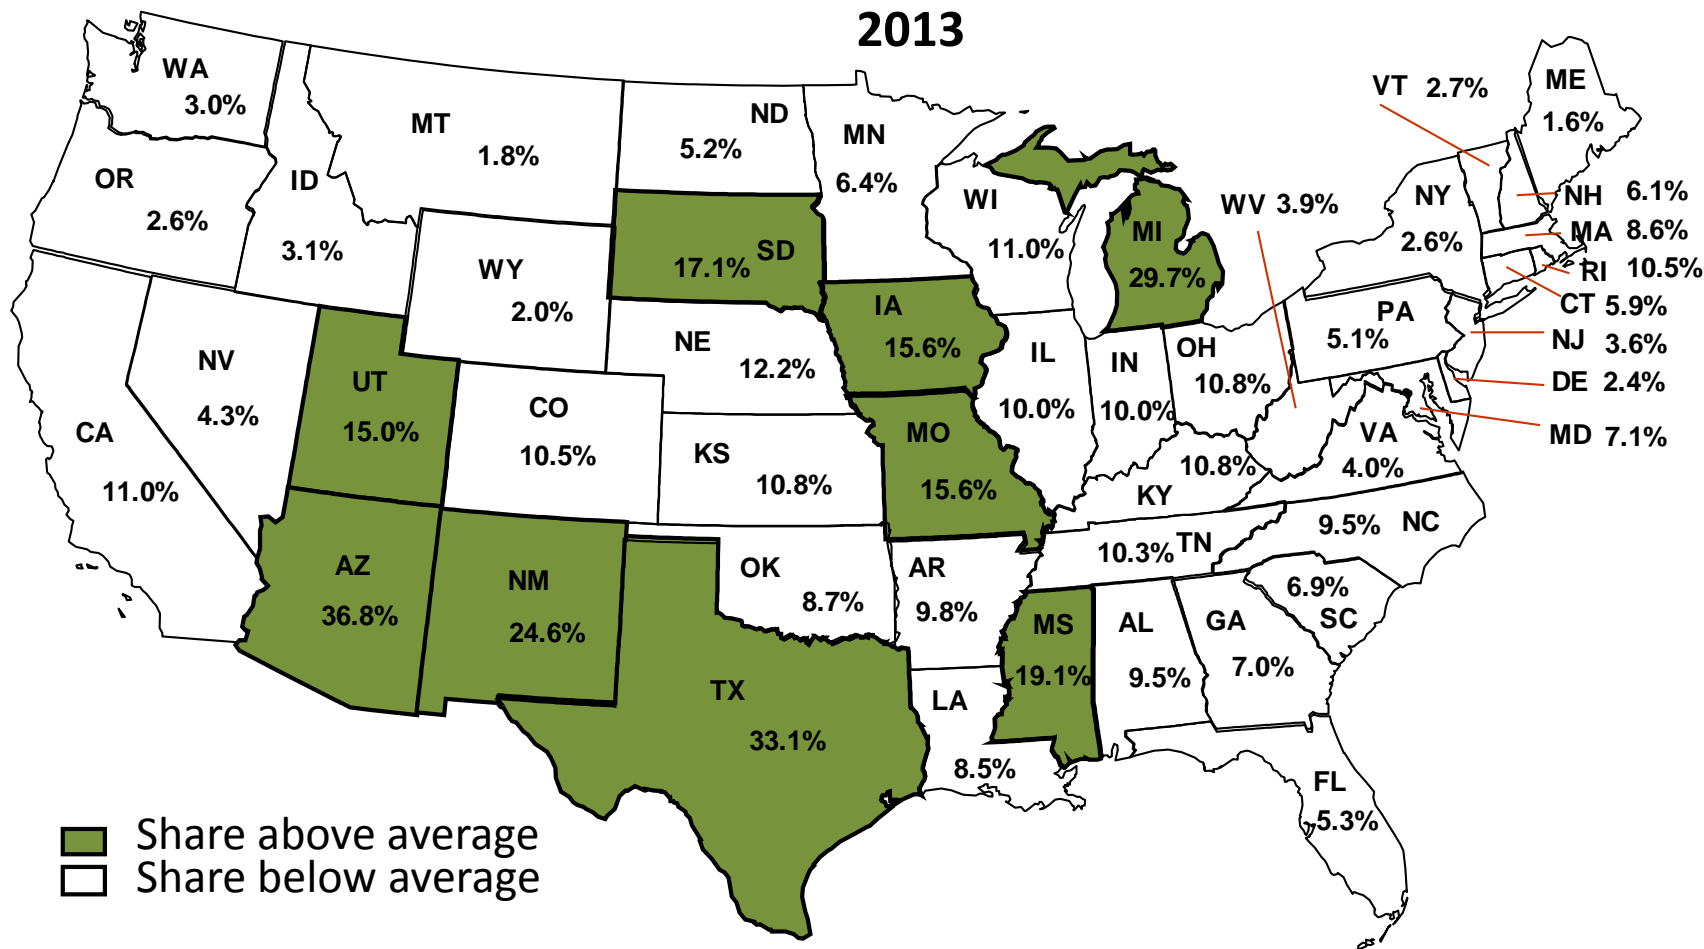 2013
WA
3.0%
MT
1.8%
ND
5.2%
MN
6.4%
VT 2.7%
ME
1.6%
OR
2.6%
ID
3.1%
WI
11.0%
WV 3.9%
NY
2.6%
NH 6.1%
MA 8.6%
RI 10.5%
CT 5.9%
NJ 3.6%
DE 2.4%
MD 7.1%
SD
17.1%
MI
29.7%
WY
2.0%
IA
15.6%
PA
5.1%
NV
4.3%
UT
15.0%
NE
12.2%
IL
10.0%
IN
10.0%
OH
10.8%
CA
11.0%
CO
10.5%
KS
10.8%
MO
15.6%
KY
10.8%
VA
4.0%
AZ
36.8%
NM
24.6%
OK
8.7%
AR
9.8%
TN
10.3%
NC
9.5%
SC
6.9%
TX
33.1%
LA
8.5%
MS
19.1%
AL
9.5%
GA
7.0%
FL
5.3%
Share above average
Share below average